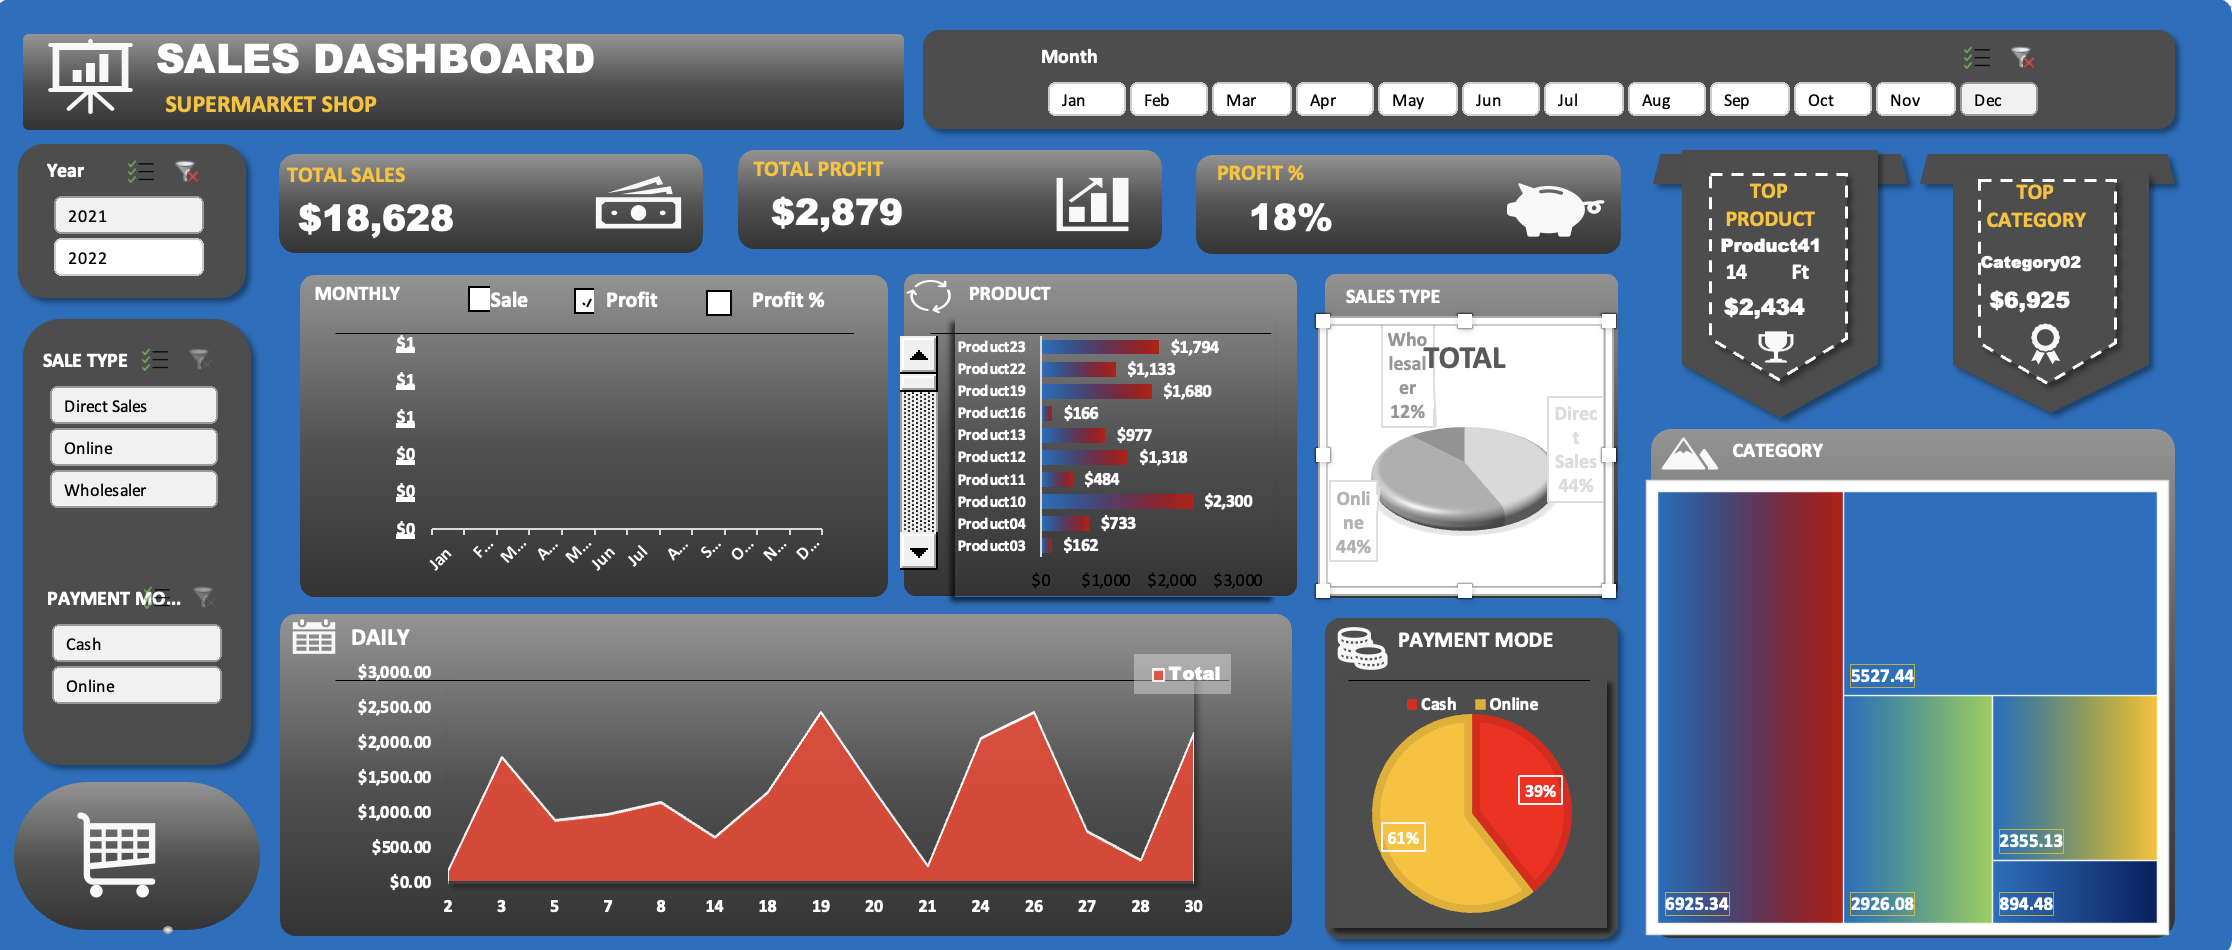 SALES DASHBOARD
SUPERMARKET SHOP
Month
Jan Feb Mar Apr May Jun Jul Aug Sep Oct Nov Dec
Year
2021
2022
TOTAL SALES
$18,628
TOTAL PROFIT
$2,879
PROFIT %
18%
TOP
PRODUCT
Product41
14 Ft
$2,434
TOP
CATEGORY
Category02
$6,925
SALE TYPE
Direct Sales
Online
Wholesaler
PAYMENT MO...
Cash
Online
MONTHLY
Sale Profit Profit %
$1
$1
$1
$0
$0
$0
Jan F... M... A... M... Jun Jul A... S... O... N... D...
PRODUCT
Product23 $1,794
Product22 $1,133
Product19 $1,680
Product16 $166
Product13 $977
Product12 $1,318
Product11 $484
Product10 $2,300
Product04 $733
Product03 $162
$0 $1,000 $2,000 $3,000
SALES TYPE
TOTAL
Who
lesal
er
12%
Direc
t
Sales
44%
Onli
ne
44%
CATEGORY
5527.44
2355.13
6925.34
2926.08
894.48
DAILY
Total
$3,000.00
$2,500.00
$2,000.00
$1,500.00
$1,000.00
$500.00
$0.00
2 3 5 7 8 14 18 19 20 21 24 26 27 28 30
PAYMENT MODE
Cash Online
39%
61%